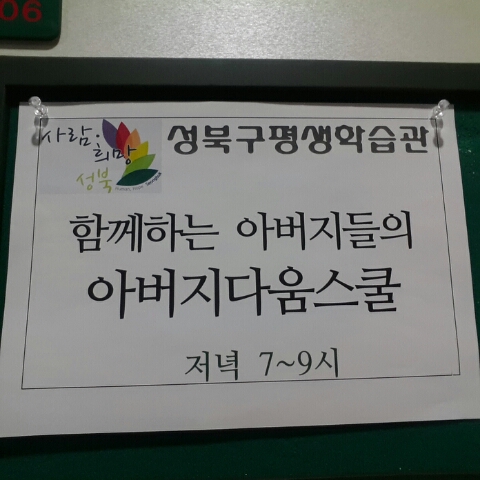 06
사람·희망
성북
성북구평생학습관
함께하는 아버지들의
아버지다움스쿨
저녁 7~9시